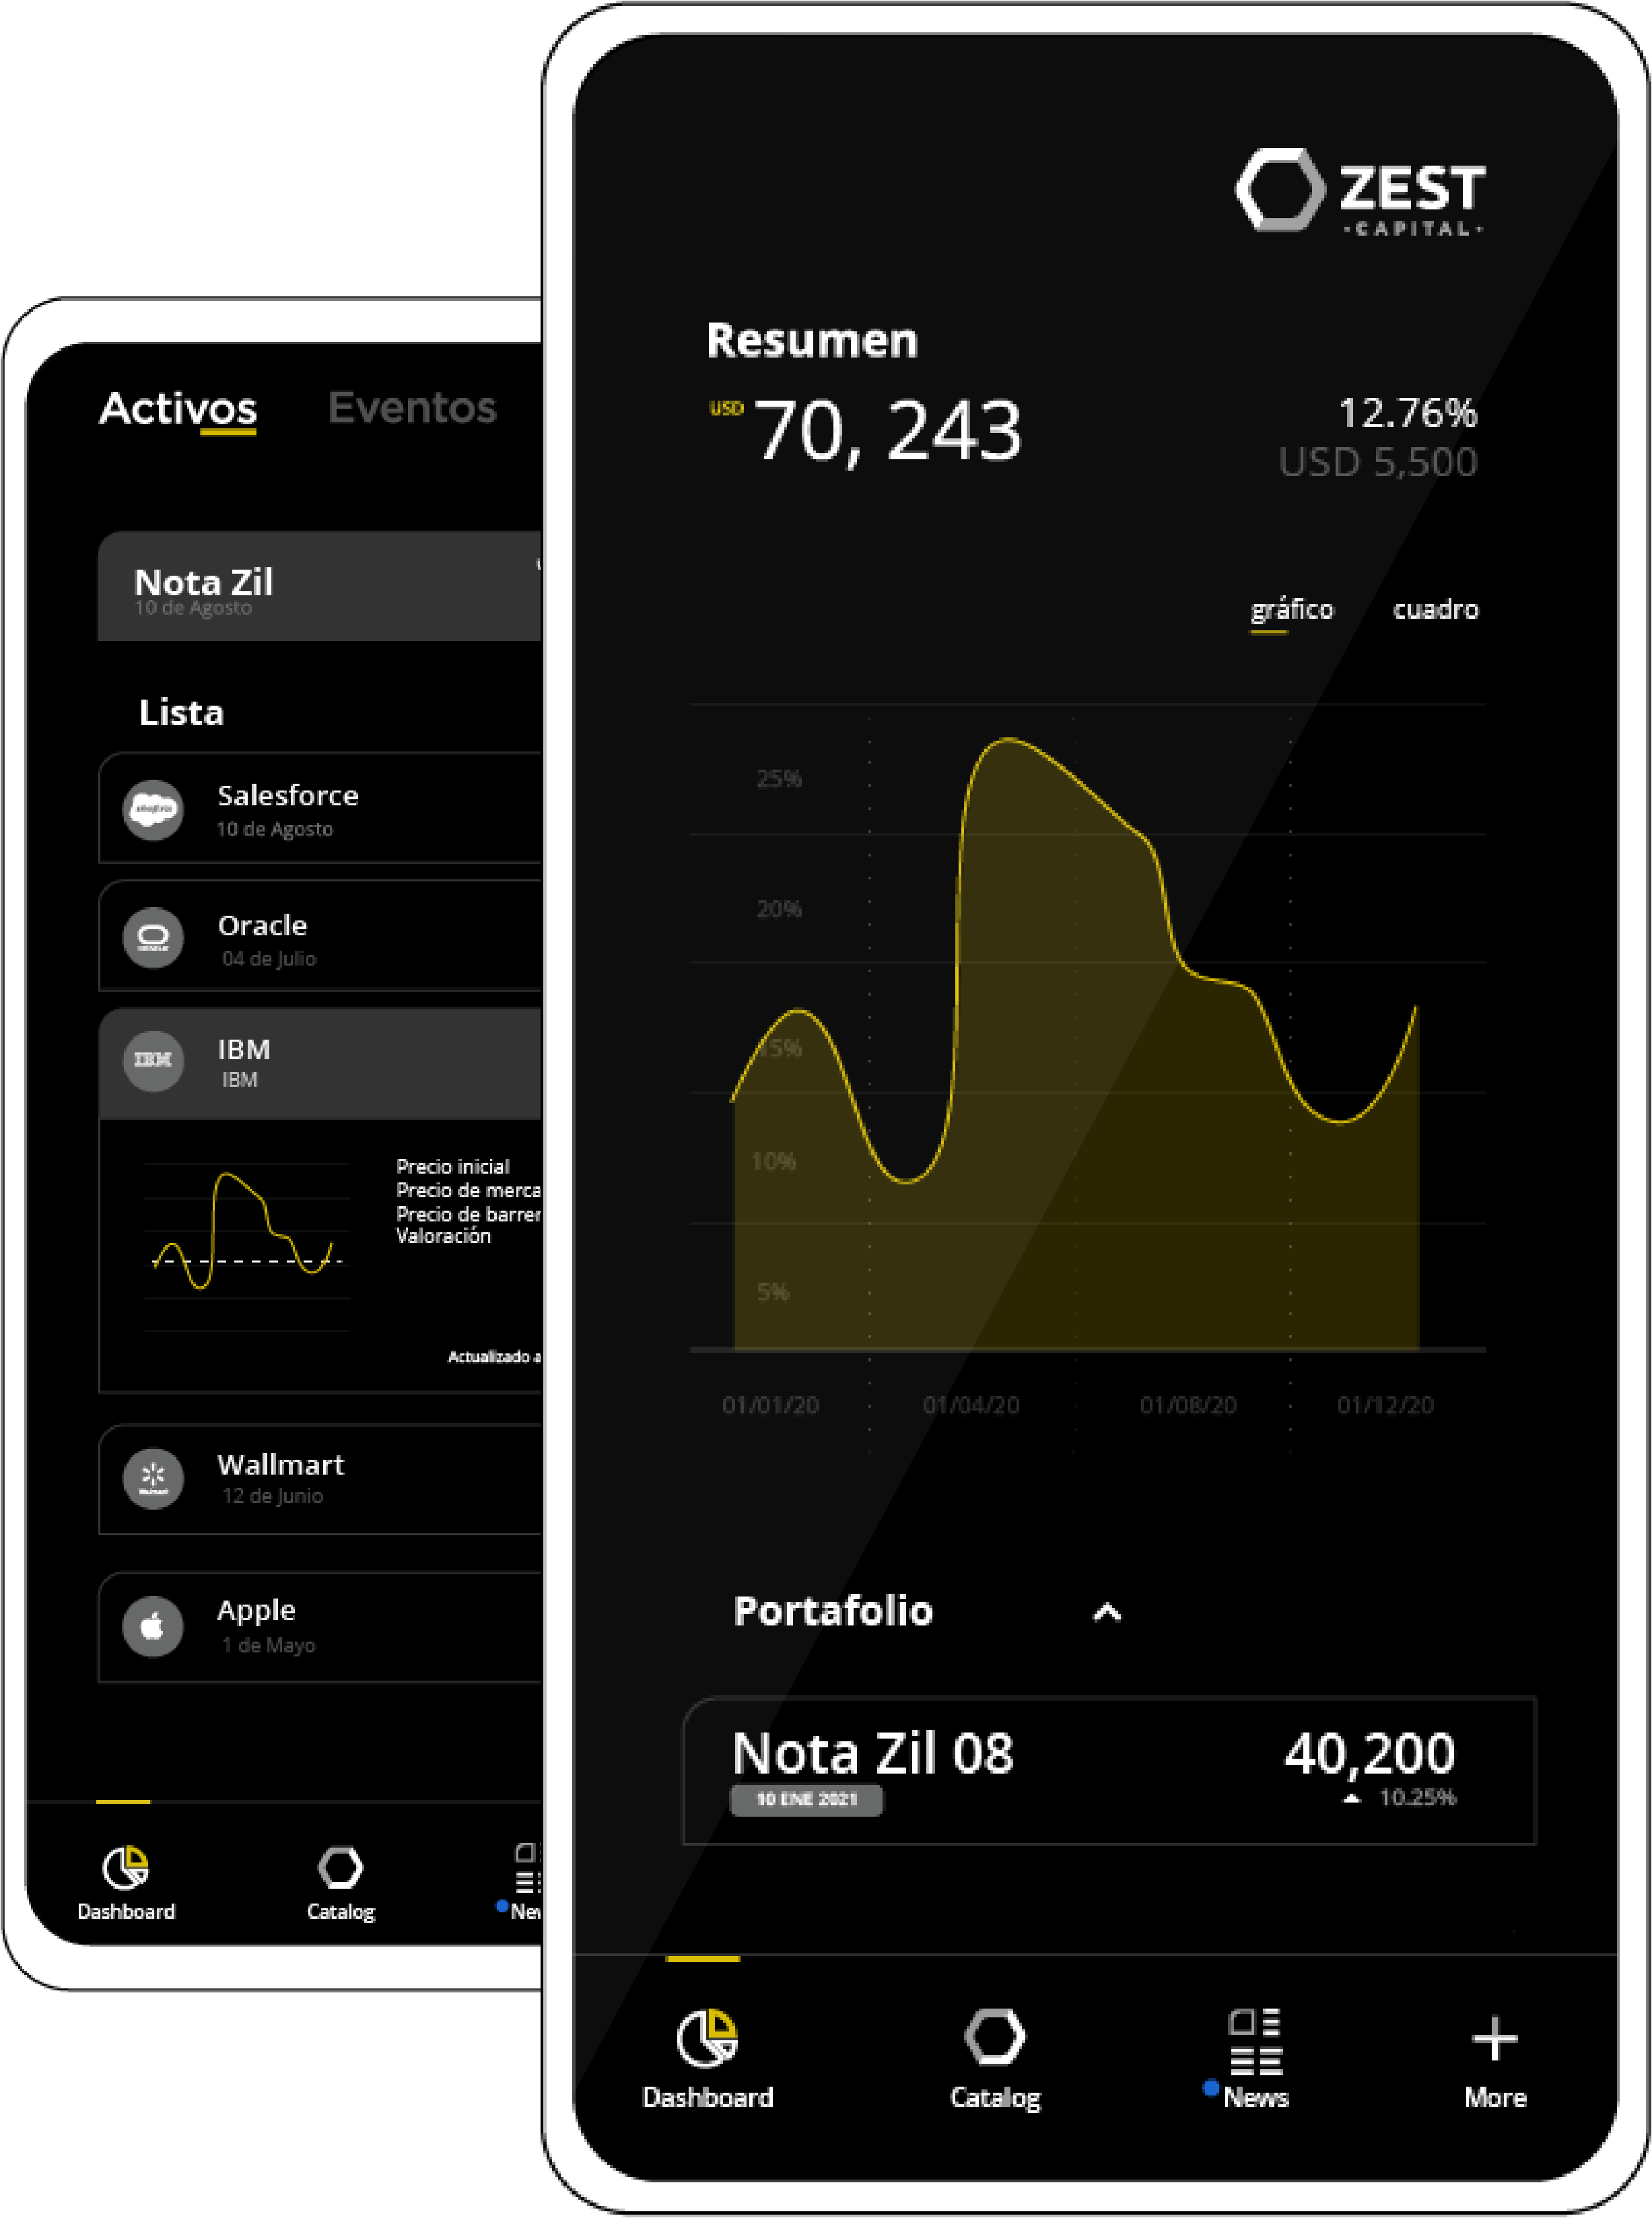 Activos Eventos
Nota Zil
10 de Agosto
Lista
Salesforce
10 de Agosto
Oracle
04 de Julio
IBM
IBM
IBM
Precio inicial
Precio de merca
Precio de barrer
Valoración
Actualizado a
Wallmart
12 de Junio
Apple
1 de Mayo
Dashboard Catalog Nev
ZEST
·CAPITAL·
Resumen
USD 70, 243 12.76%
USD 5,500
gráfico cuadro
25%
20%
15%
10%
5%
01/01/20 01/04/20 01/08/20 01/12/20
Portafolio
Nota Zil 08 40,200
10 ENE 2021 10.25%
Dashboard Catalog News More